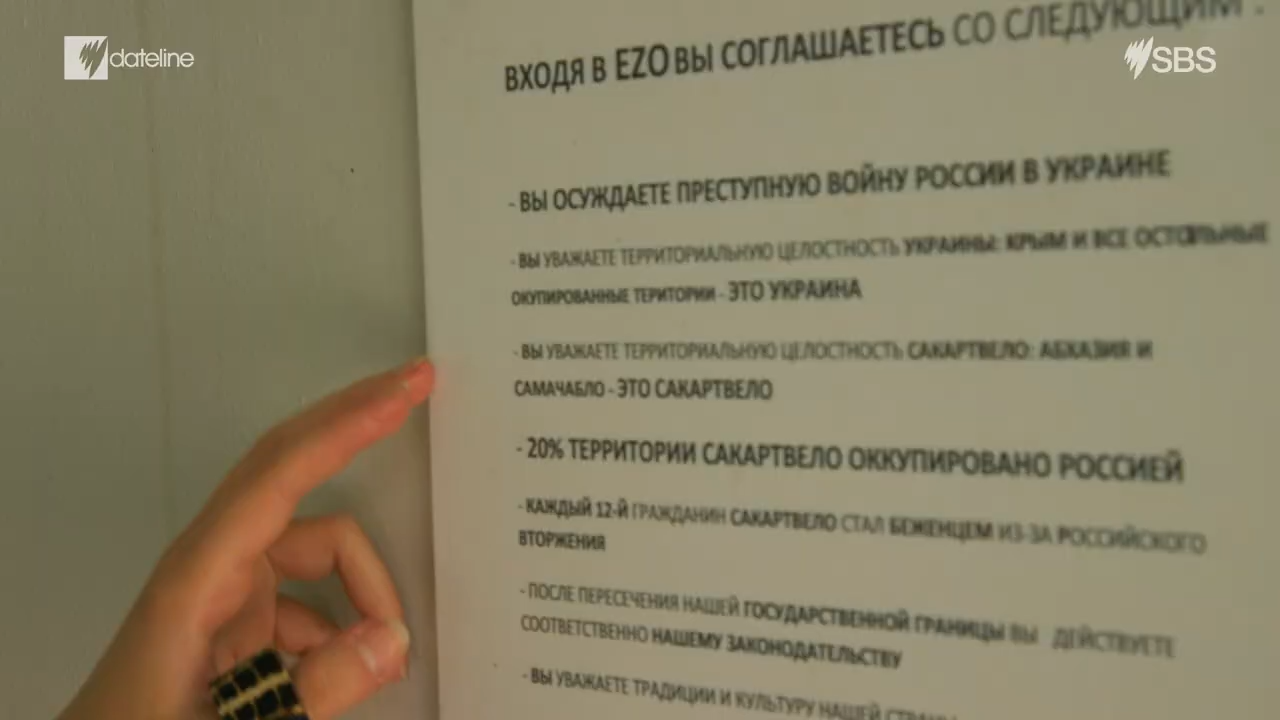 dateline
SBS
ВХОДЯ В EZO ВЫ СОГЛАШАЕТЕСЬ СО СЛЕДУЮЩИМ :
- ВЫ ОСУЖДАЕТЕ ПРЕСТУПНУЮ ВОЙНУ РОССИИ В УКРАИНЕ
- ВЫ УВАЖАЕТЕ ТЕРРИТОРИАЛЬНУЮ ЦЕЛОСТНОСТЬ УКРАИНЫ: КРЫМ И ВСЕ ОСТАЛЬНЫЕ
ОКУПИРОВАННЫЕ ТЕРИТОРИИ - ЭТО УКРАИНА
- ВЫ УВАЖАЕТЕ ТЕРРИТОРИАЛЬНУЮ ЦЕЛОСТНОСТЬ САКАРТВЕЛО: АБХАЗИЯ И
САМАЧАБЛО - ЭТО САКАРТВЕЛО
- 20% ТЕРРИТОРИИ САКАРТВЕЛО ОККУПИРОВАНО РОССИЕЙ
- КАЖДЫЙ 12-Й ГРАЖДАНИН САКАРТВЕЛО СТАЛ БЕЖЕНЦЕМ ИЗ-ЗА РОССИЙСКОГО
ВТОРЖЕНИЯ
- ПОСЛЕ ПЕРЕСЕЧЕНИЯ НАШЕЙ ГОСУДАРСТВЕННОЙ ГРАНИЦЫ ВЫ ДЕЙСТВУЕТЕ
СООТВЕТСТВЕННО НАШЕМУ ЗАКОНОДАТЕЛЬСТВУ
- ВЫ УВАЖАЕТЕ ТРАДИЦИИ И КУЛЬТУРУ НАШЕЙ